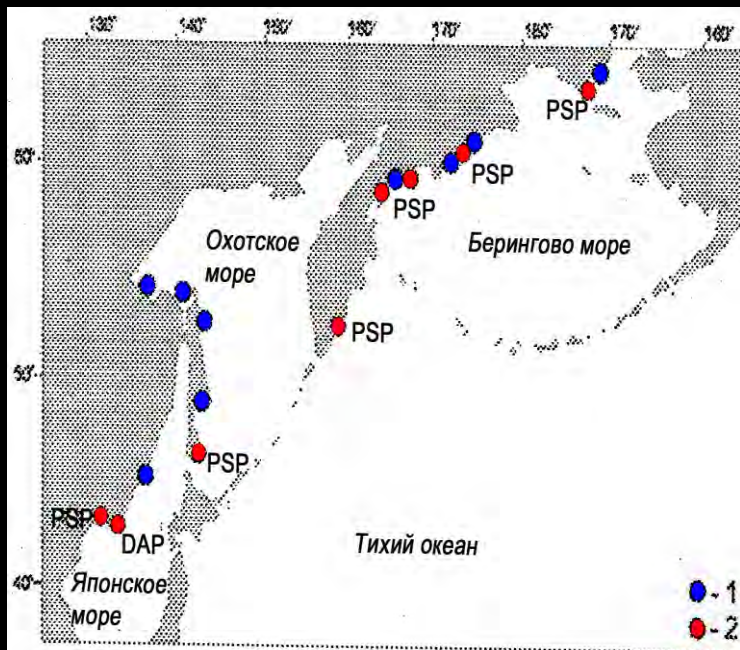 130° 140° 150° 160° 170° 180° 170° 160°
PSP
60°
PSP
PSP
Охотское
море
Берингово море
PSP
50°
PSP
PSP
DAP
Тихий океан
40°
Японское
море
- 1
- 2